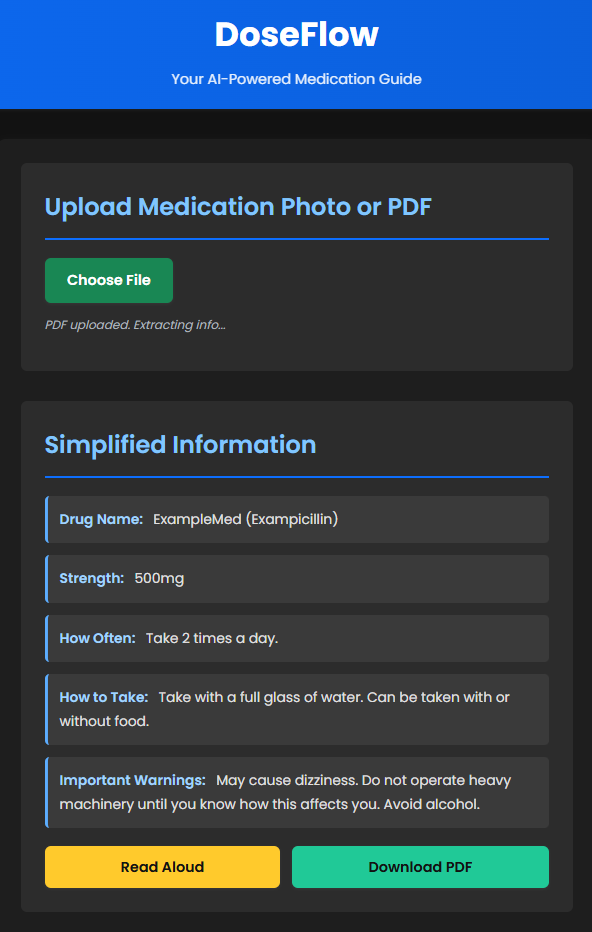 DoseFlow
Your AI-Powered Medication Guide
Upload Medication Photo or PDF
Choose File
PDF uploaded. Extracting info...
Simplified Information
Drug Name: ExampleMed (Exampicillin)
Strength: 500mg
How Often: Take 2 times a day.
How to Take: Take with a full glass of water. Can be taken with or
without food.
Important Warnings: May cause dizziness. Do not operate heavy
machinery until you know how this affects you. Avoid alcohol.
Read Aloud
Download PDF